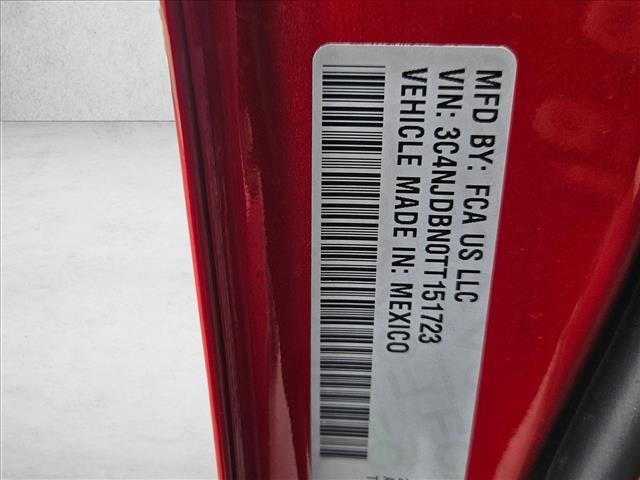 MFD BY: FCA US LLC
VIN: 3C4NJDBN0TT151723
VEHICLE MADE IN: MEXICO